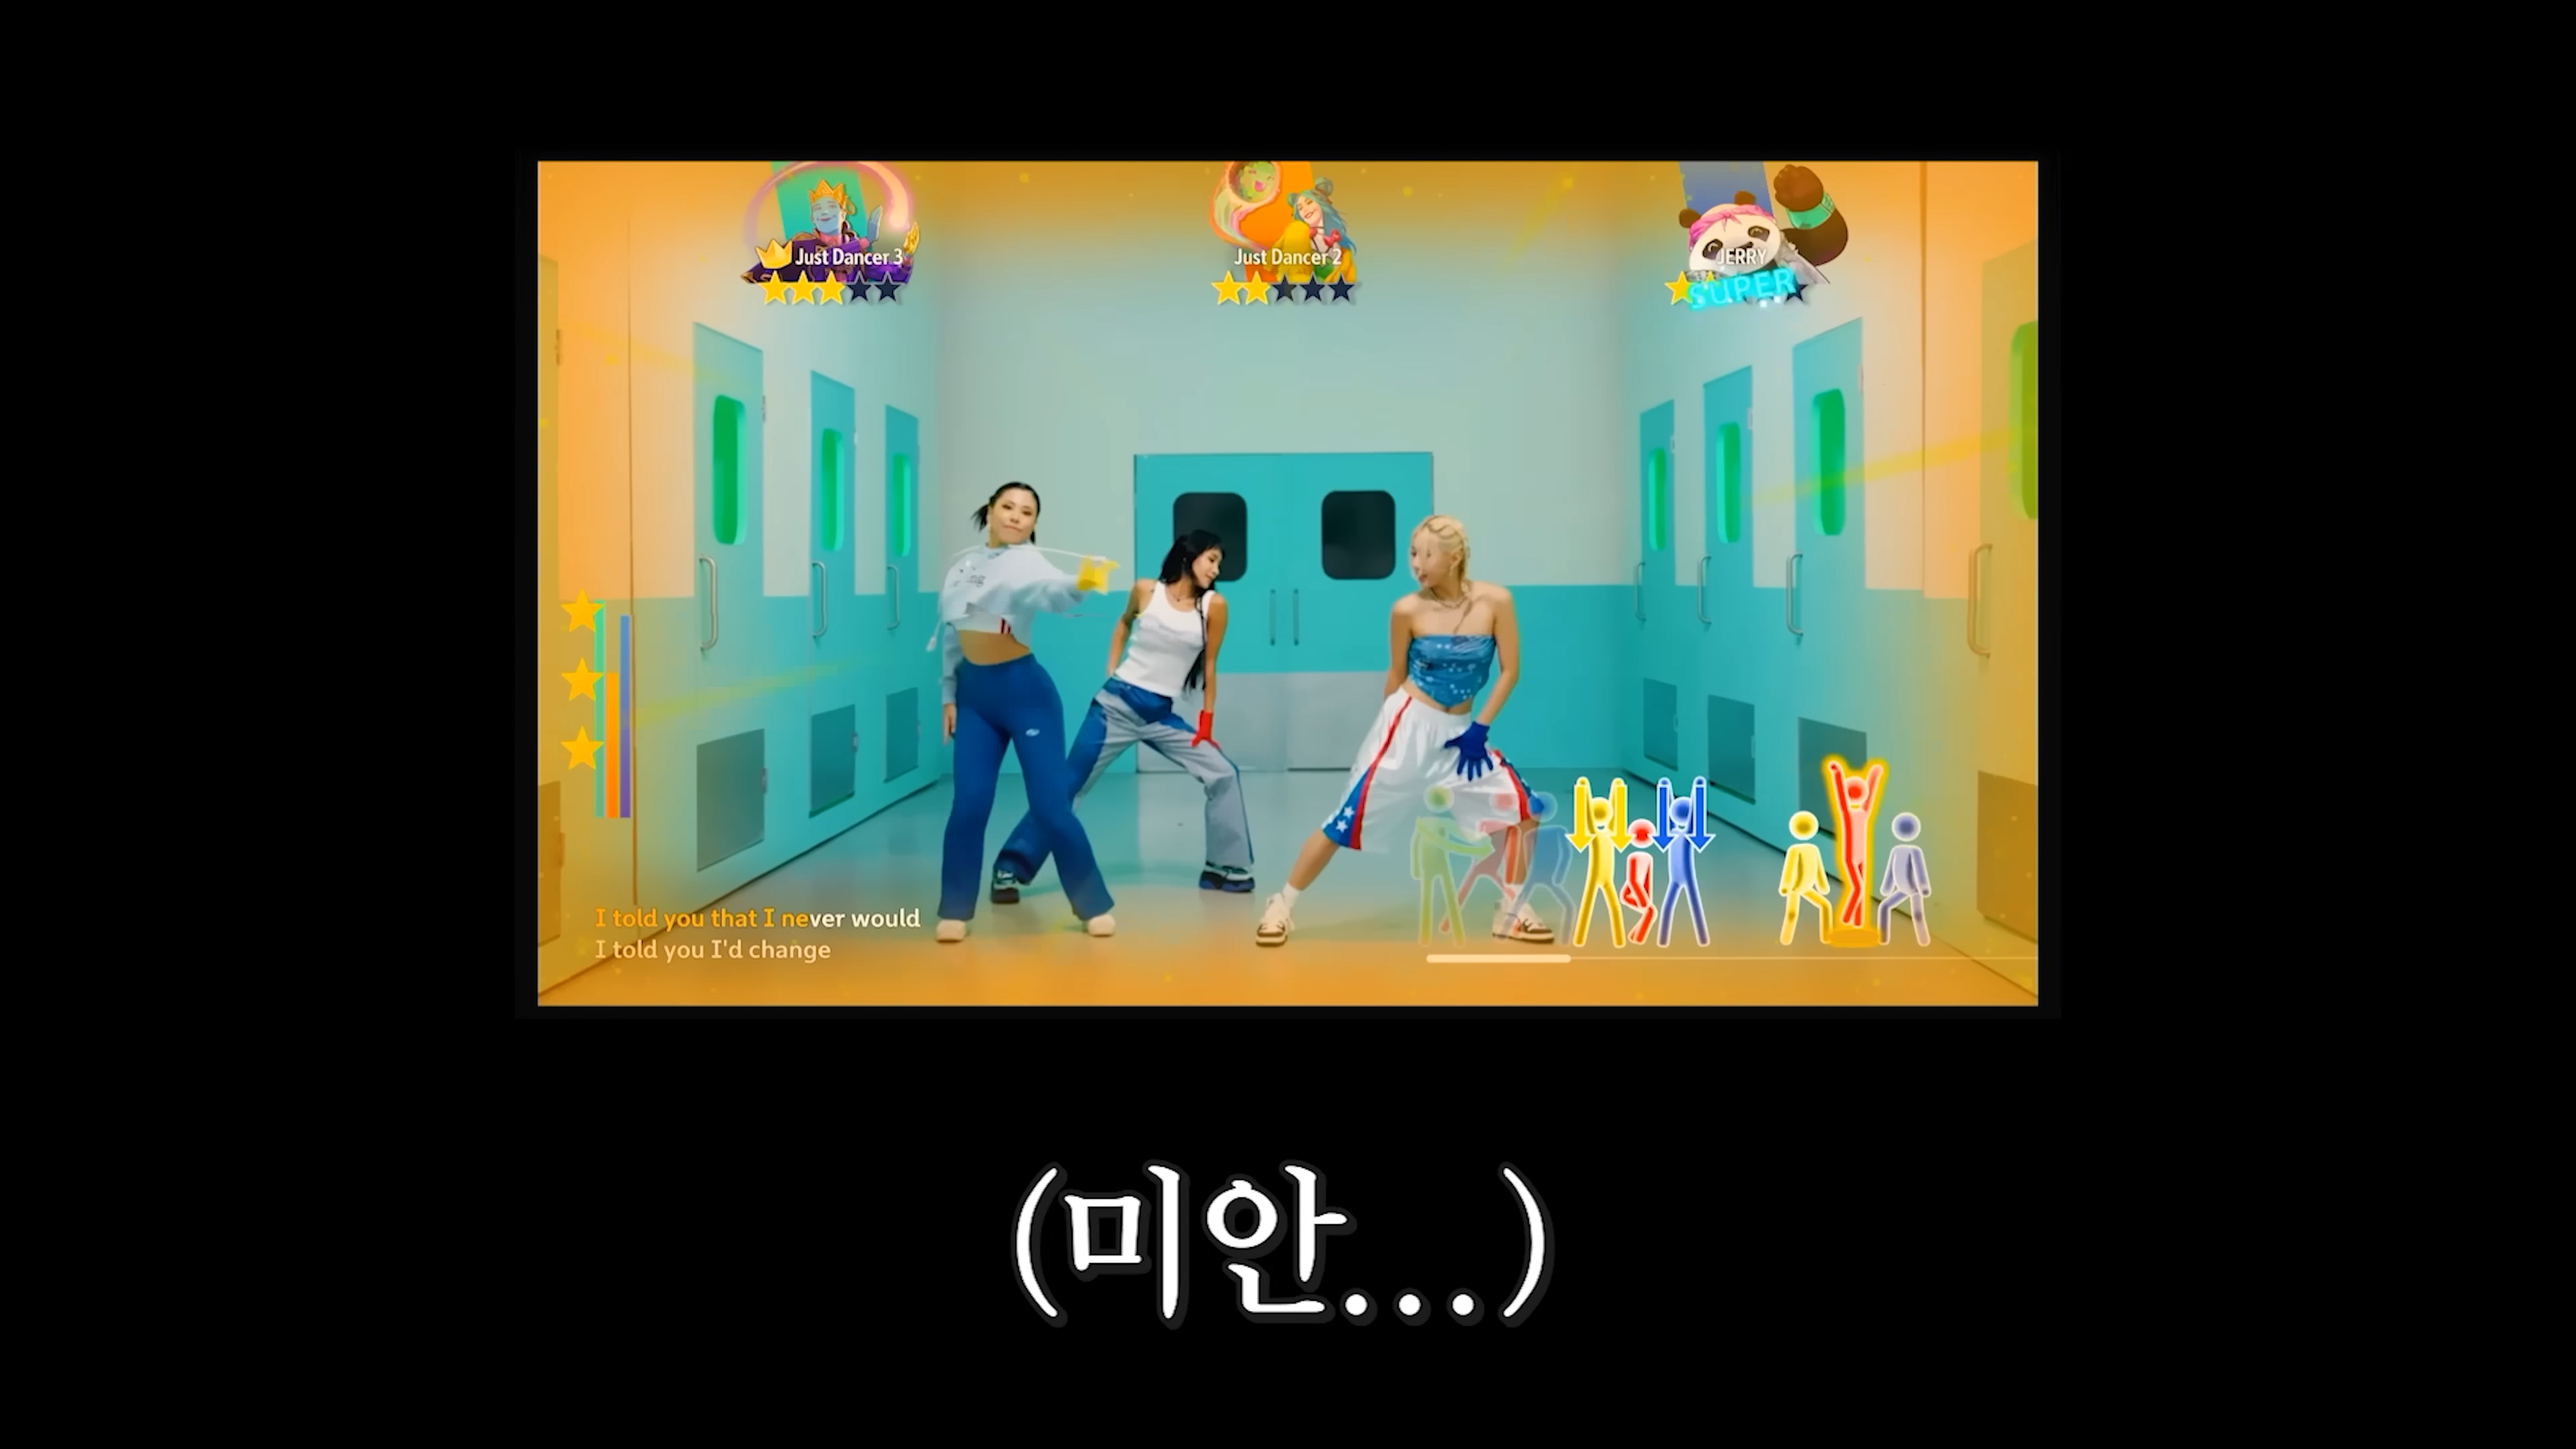 Just Dancer 3
Just Dancer 2
JERRY
SUPER
I told you that I never would
I told you I'd change
(미안...)